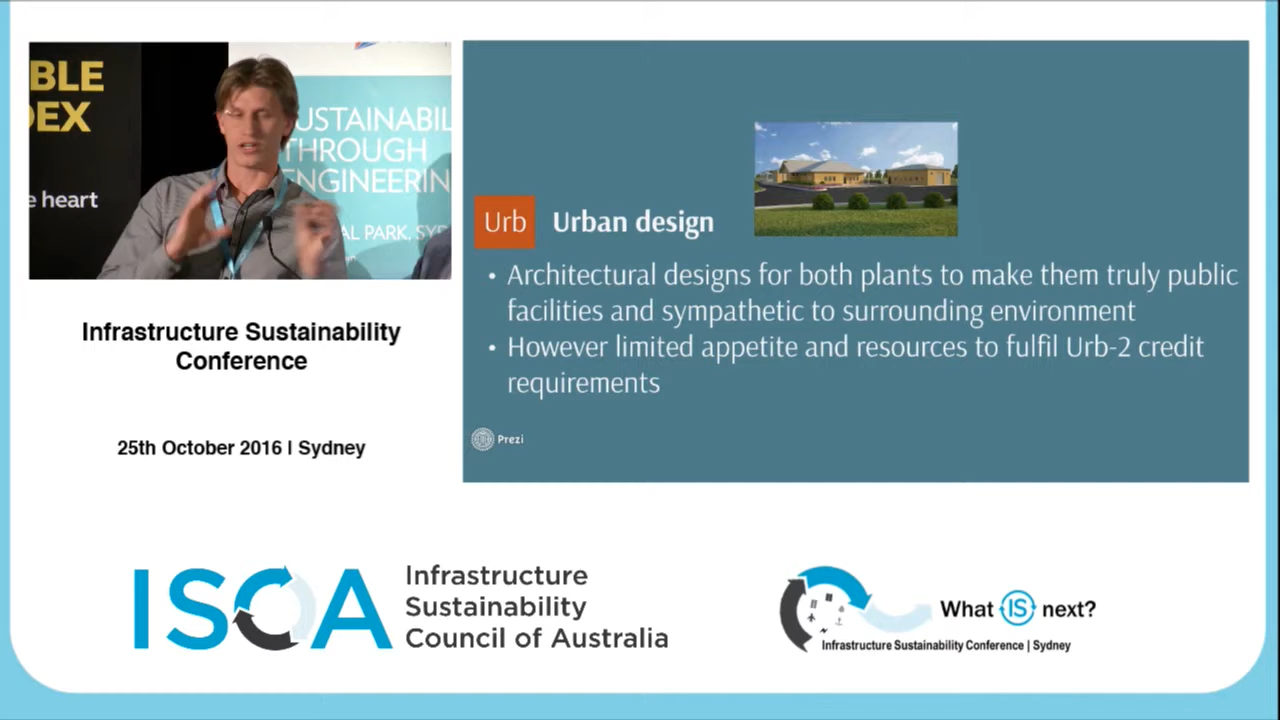 BLE
DEX
e heart
USTAINABIL
THROUGH
ENGINEERIN
AL PARK, SY
Infrastructure Sustainability
Conference
25th October 2016 | Sydney
Urb Urban design
• Architectural designs for both plants to make them truly public
facilities and sympathetic to surrounding environment
• However limited appetite and resources to fulfil Urb-2 credit
requirements
Prezi
ISCA
Infrastructure
Sustainability
Council of Australia
What IS next?
Infrastructure Sustainability Conference | Sydney